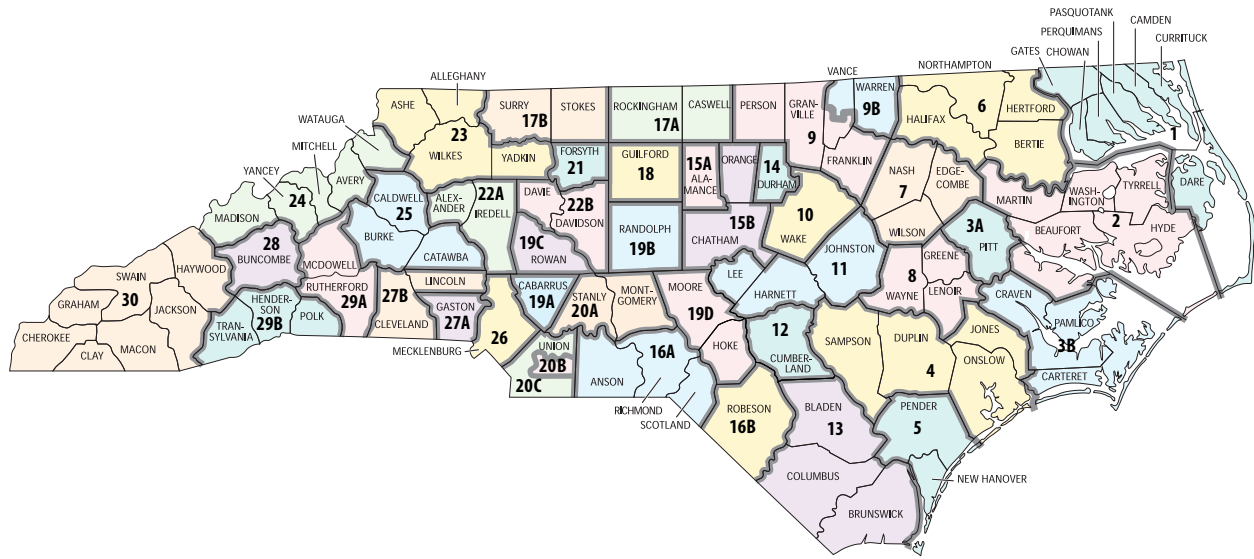 PASQUOTANK
CAMDEN
PERQUIMANS
CURRITUCK
GATES
CHOWAN
NORTHAMPTON
VANCE
ALLEGHANY
ASHE
SURRY
17B
STOKES
ROCKINGHAM
17A
CASWELL
PERSON
GRAN-
VILLE
9
WARREN
9B
HALIFAX
6
HERTFORD
BERTIE
1
WATAUGA
23
WILKES
YADKIN
FORSYTH
21
GUILFORD
18
15A
ALA-
MANCE
ORANGE
14
DURHAM
FRANKLIN
NASH
7
EDGE-
COMBE
MARTIN
WASH-
INGTON
TYRRELL
DARE
MITCHELL
YANCEY
24
AVERY
MADISON
CALDWELL
25
ALEX-
ANDER
22A
IREDELL
DAVIE
22B
DAVIDSON
RANDOLPH
19B
15B
CHATHAM
10
WAKE
WILSON
3A
PITT
BEAUFORT
2
HYDE
28
BUNCOMBE
BURKE
CATAWBA
19C
ROWAN
11
JOHNSTON
8
GREENE
WAYNE
LENOIR
LEE
HARNETT
CRAVEN
PAMLICO
3B
CARTERET
SWAIN
HAYWOOD
30
GRAHAM
JACKSON
CHEROKEE
CLAY
MACON
MCDOWELL
RUTHERFORD
29A
HENDER-
SON
29B
TRAN-
SYLVANIA
POLK
LINCOLN
27B
CLEVELAND
GASTON
27A
26
MECKLENBURG
CABARRUS
19A
STANLY
20A
MONT-
GOMERY
MOORE
19D
HOKE
12
CUMBER-
LAND
SAMPSON
DUPLIN
4
JONES
ONSLOW
UNION
20B
20C
ANSON
16A
RICHMOND
SCOTLAND
ROBESON
16B
BLADEN
13
PENDER
5
NEW HANOVER
COLUMBUS
BRUNSWICK